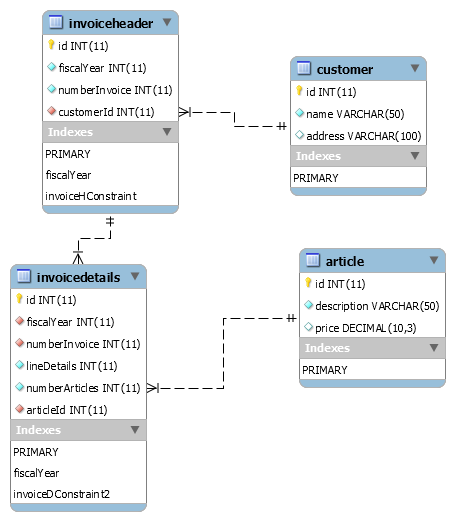 invoiceheader
id INT(11)
fiscalYear INT(11)
numberInvoice INT(11)
customerId INT(11)
Indexes
PRIMARY
fiscalYear
invoiceHConstraint
customer
id INT(11)
name VARCHAR(50)
address VARCHAR(100)
Indexes
PRIMARY
invoicedetails
id INT(11)
fiscalYear INT(11)
numberInvoice INT(11)
lineDetails INT(11)
numberArticles INT(11)
articleId INT(11)
Indexes
PRIMARY
fiscalYear
invoiceDConstraint2
article
id INT(11)
description VARCHAR(50)
price DECIMAL(10,3)
Indexes
PRIMARY